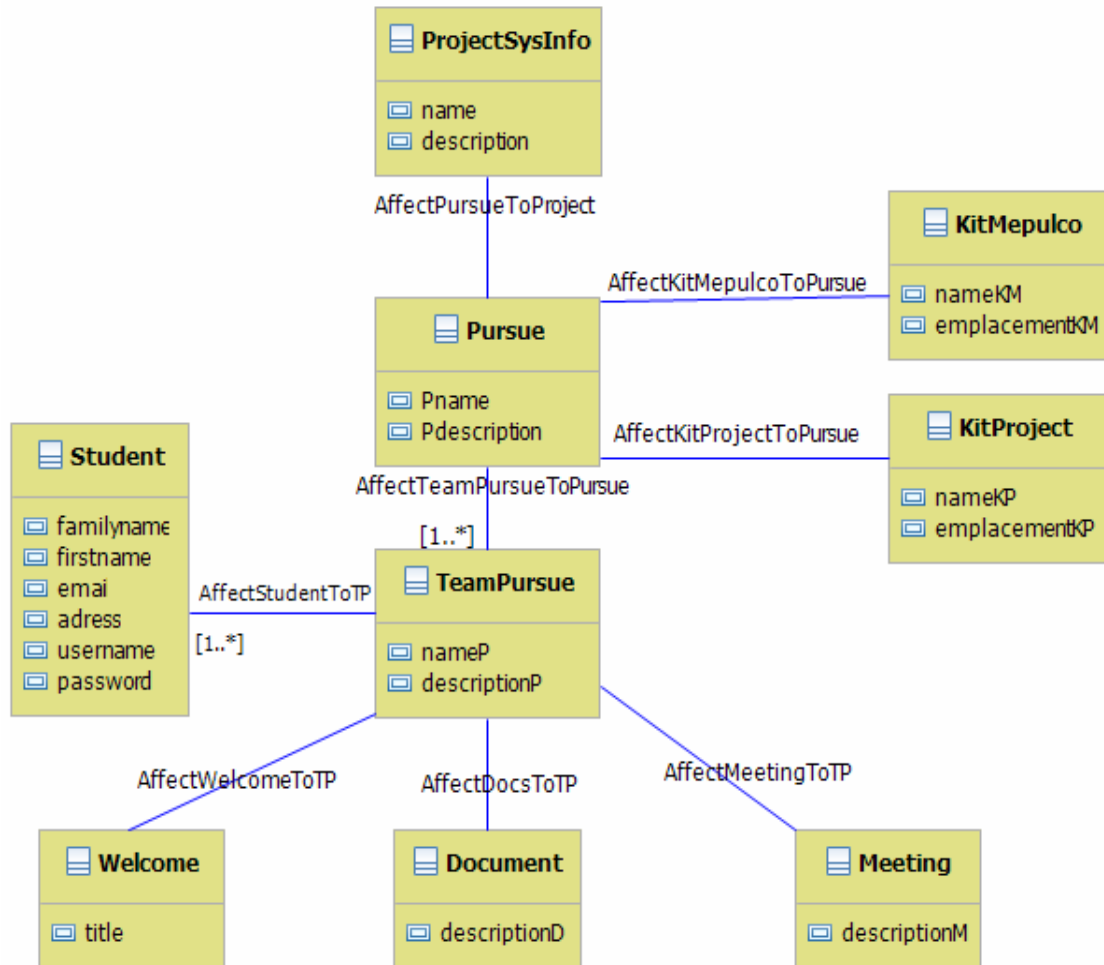 ProjectSysInfo
name
description
AffectPursueToProject
KitMepulco
nameKM
emplacementKM
AffectKitMepulcoToPursue
Pursue
Pname
Pdescription
AffectKitProjectToPursue
KitProject
nameKP
emplacementKP
Student
familyname
firstname
emai
adress
username
password
AffectTeamPursueToPursue
[1..*]
AffectStudentToTP
[1..*]
TeamPursue
nameP
descriptionP
AffectWelcomeToTP
AffectDocsToTP
AffectMeetingToTP
Welcome
title
Document
descriptionD
Meeting
descriptionM